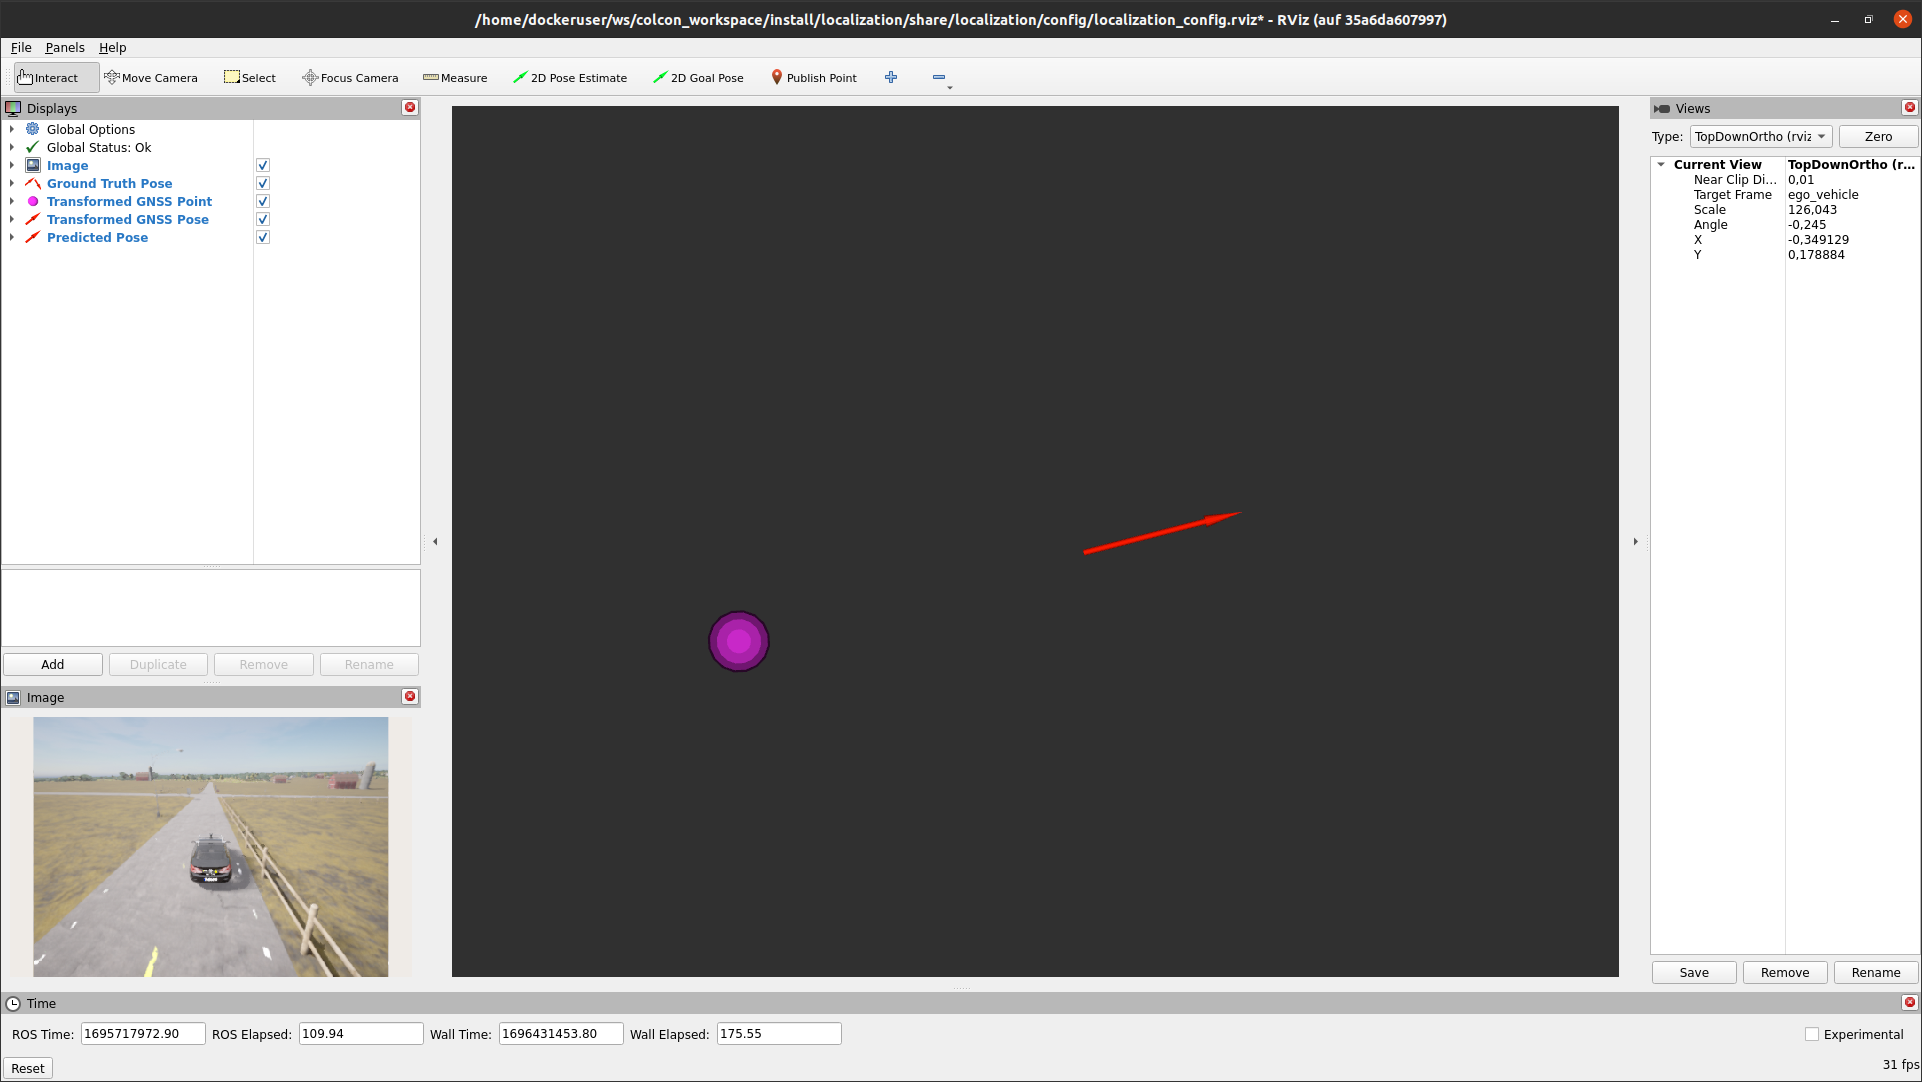 /home/dockeruser/ws/colcon_workspace/install/localization/share/localization/config/localization_config.rviz* - RViz (auf 35a6da607997)
File Panels Help
Interact Move Camera Select Focus Camera Measure 2D Pose Estimate 2D Goal Pose Publish Point
Displays
Global Options
Global Status: Ok
Image
Ground Truth Pose
Transformed GNSS Point
Transformed GNSS Pose
Predicted Pose
Add Duplicate Remove Rename
Image
Views
Type: TopDownOrtho (rviz Zero
Current View TopDownOrtho (r...
Near Clip Di... 0,01
Target Frame ego_vehicle
Scale 126,043
Angle -0,245
X -0,349129
Y 0,178884
Save Remove Rename
Time
ROS Time: 1695717972.90 ROS Elapsed: 109.94 Wall Time: 1696431453.80 Wall Elapsed: 175.55 Experimental
Reset 31 fps